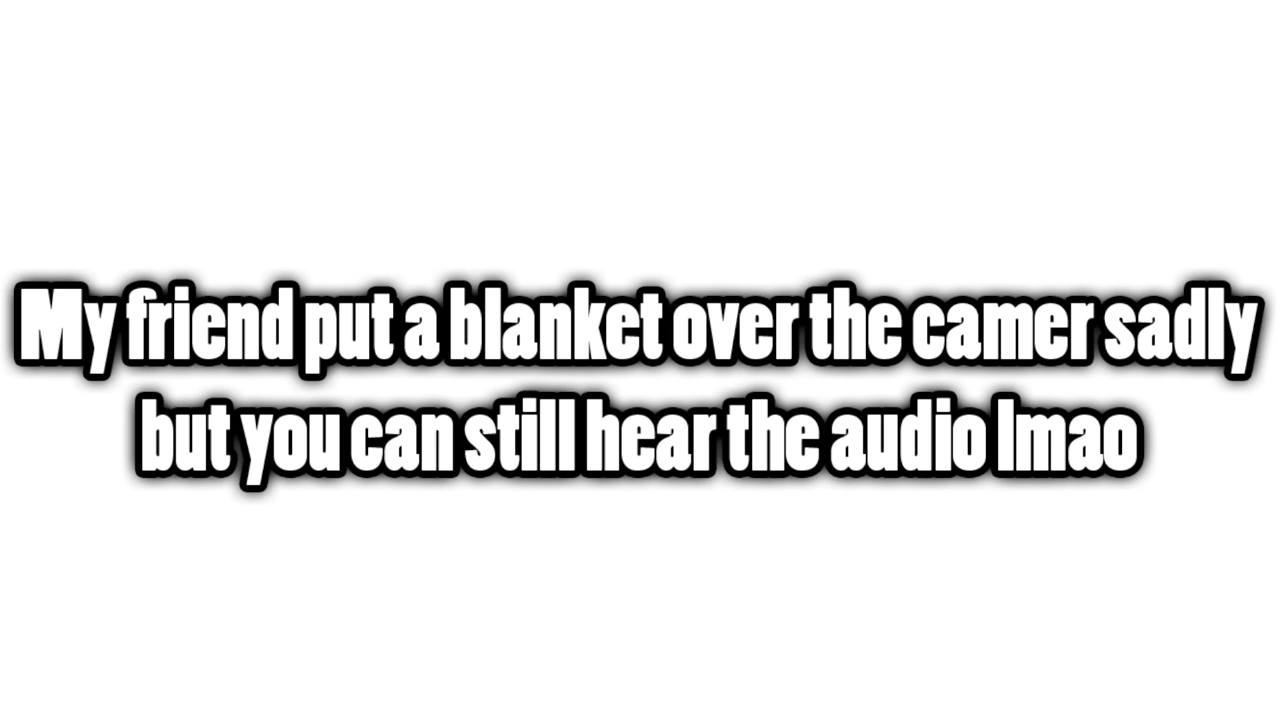 My friend put a blanket over the camer sadly
but you can still hear the audio lmao